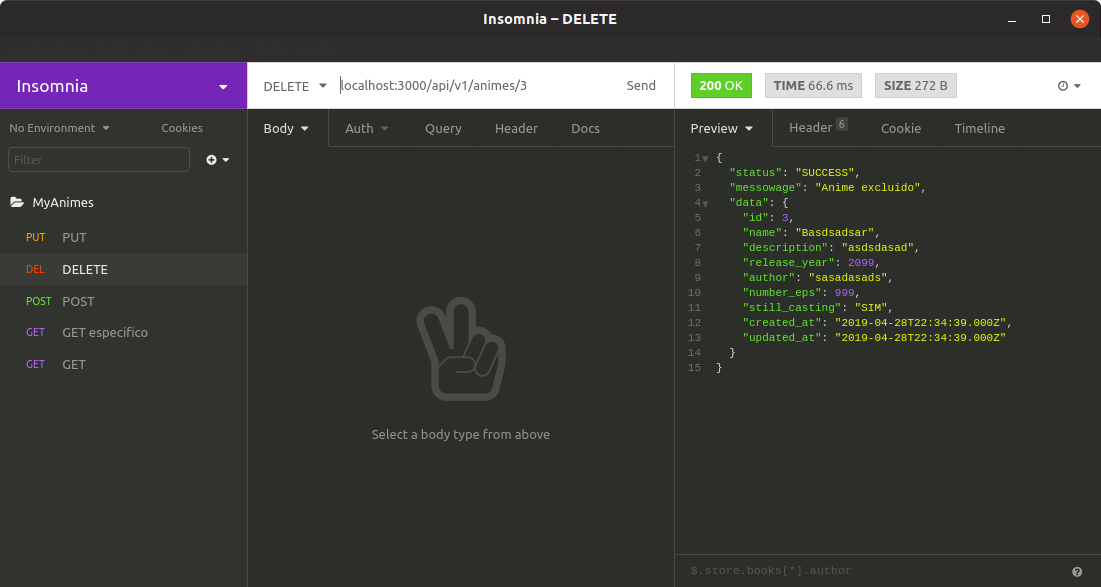 Insomnia – DELETE
Insomnia
DELETE localhost:3000/api/v1/animes/3 Send
200 OK TIME 66.6 ms SIZE 272 B
No Environment Cookies
Body Auth Query Header Docs
Preview Header 6 Cookie Timeline
Filter
MyAnimes
PUT PUT
DEL DELETE
POST POST
GET GET especifico
GET GET
Select a body type from above
1 {
2 "status": "SUCCESS",
3 "messowage": "Anime excluido",
4 "data": {
5 "id": 3,
6 "name": "Basdsadsar",
7 "description": "asdsdasad",
8 "release_year": 2099,
9 "author": "sasadasads",
10 "number_eps": 999,
11 "still_casting": "SIM",
12 "created_at": "2019-04-28T22:34:39.000Z",
13 "updated_at": "2019-04-28T22:34:39.000Z"
14 }
15 }
$.store.books[*].author